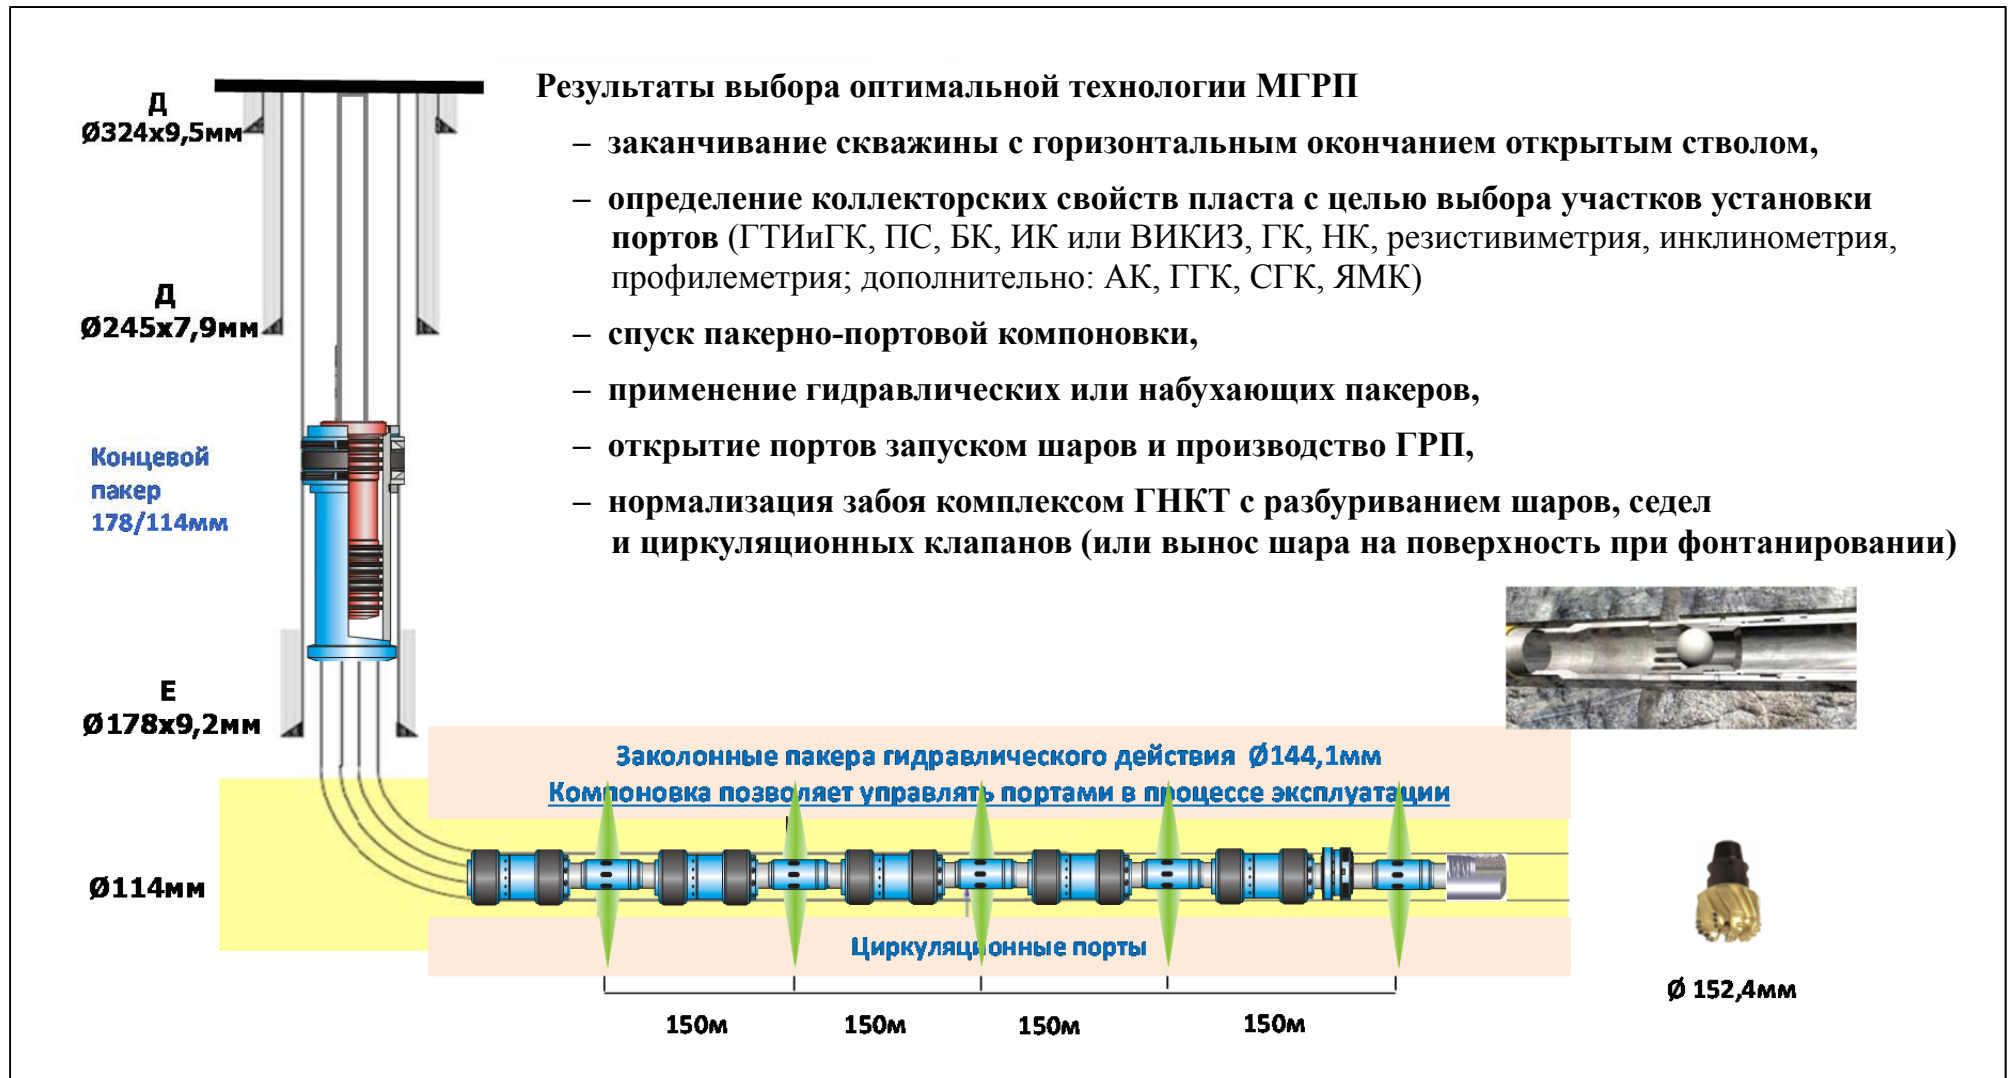 Результаты выбора оптимальной технологии МГРП
– заканчивание скважины с горизонтальным окончанием открытым стволом,
– определение коллекторских свойств пласта с целью выбора участков установки
портов (ГТИиГК, ПС, БК, ИК или ВИКИЗ, ГК, НК, резистивиметрия, инклинометрия,
профилеметрия; дополнительно: АК, ГГК, СГК, ЯМК)
– спуск пакерно-портовой компоновки,
– применение гидравлических или набухающих пакеров,
– открытие портов запуском шаров и производство ГРП,
– нормализация забоя комплексом ГНКТ с разбуриванием шаров, седел
и циркуляционных клапанов (или вынос шара на поверхность при фонтанировании)
Д
Ø324х9,5мм
Д
Ø245х7,9мм
Концевой
пакер
178/114мм
Е
Ø178х9,2мм
Заколонные пакера гидравлического действия Ø144,1мм
Компоновка позволяет управлять портами в процессе эксплуатации
Ø114мм
Циркуляционные порты
Ø 152,4мм
150м
150м
150м
150м